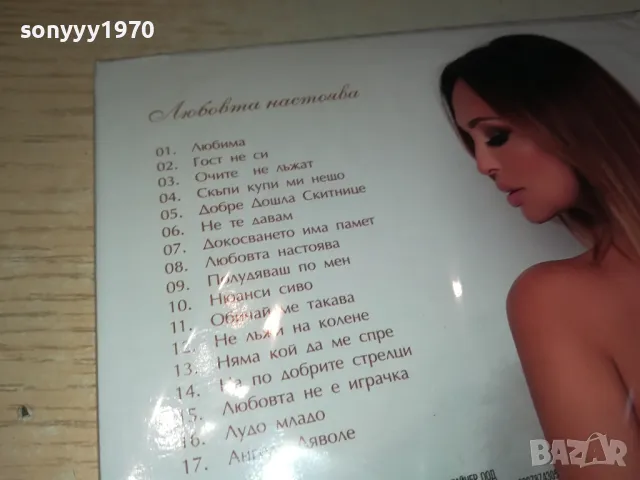 sonyyy1970
Любовта настоява
01. Любима
02. Гост не си
03. Очите не лъжат
04. Скъпи купи ми нещо
05. Добре Дошла Скитнице
06. Не те давам
07. Докосването има памет
08. Любовта настоява
09. Полудяваш по мен
10. Нюанси сиво
11. Обичай ме такава
12. Не лъжи на колене
13. Няма кой да ме спре
14. На по добрите стрелци
15. Любовта не е играчка
16. Лудо младо
17. Дяволе
BAZAR
bg